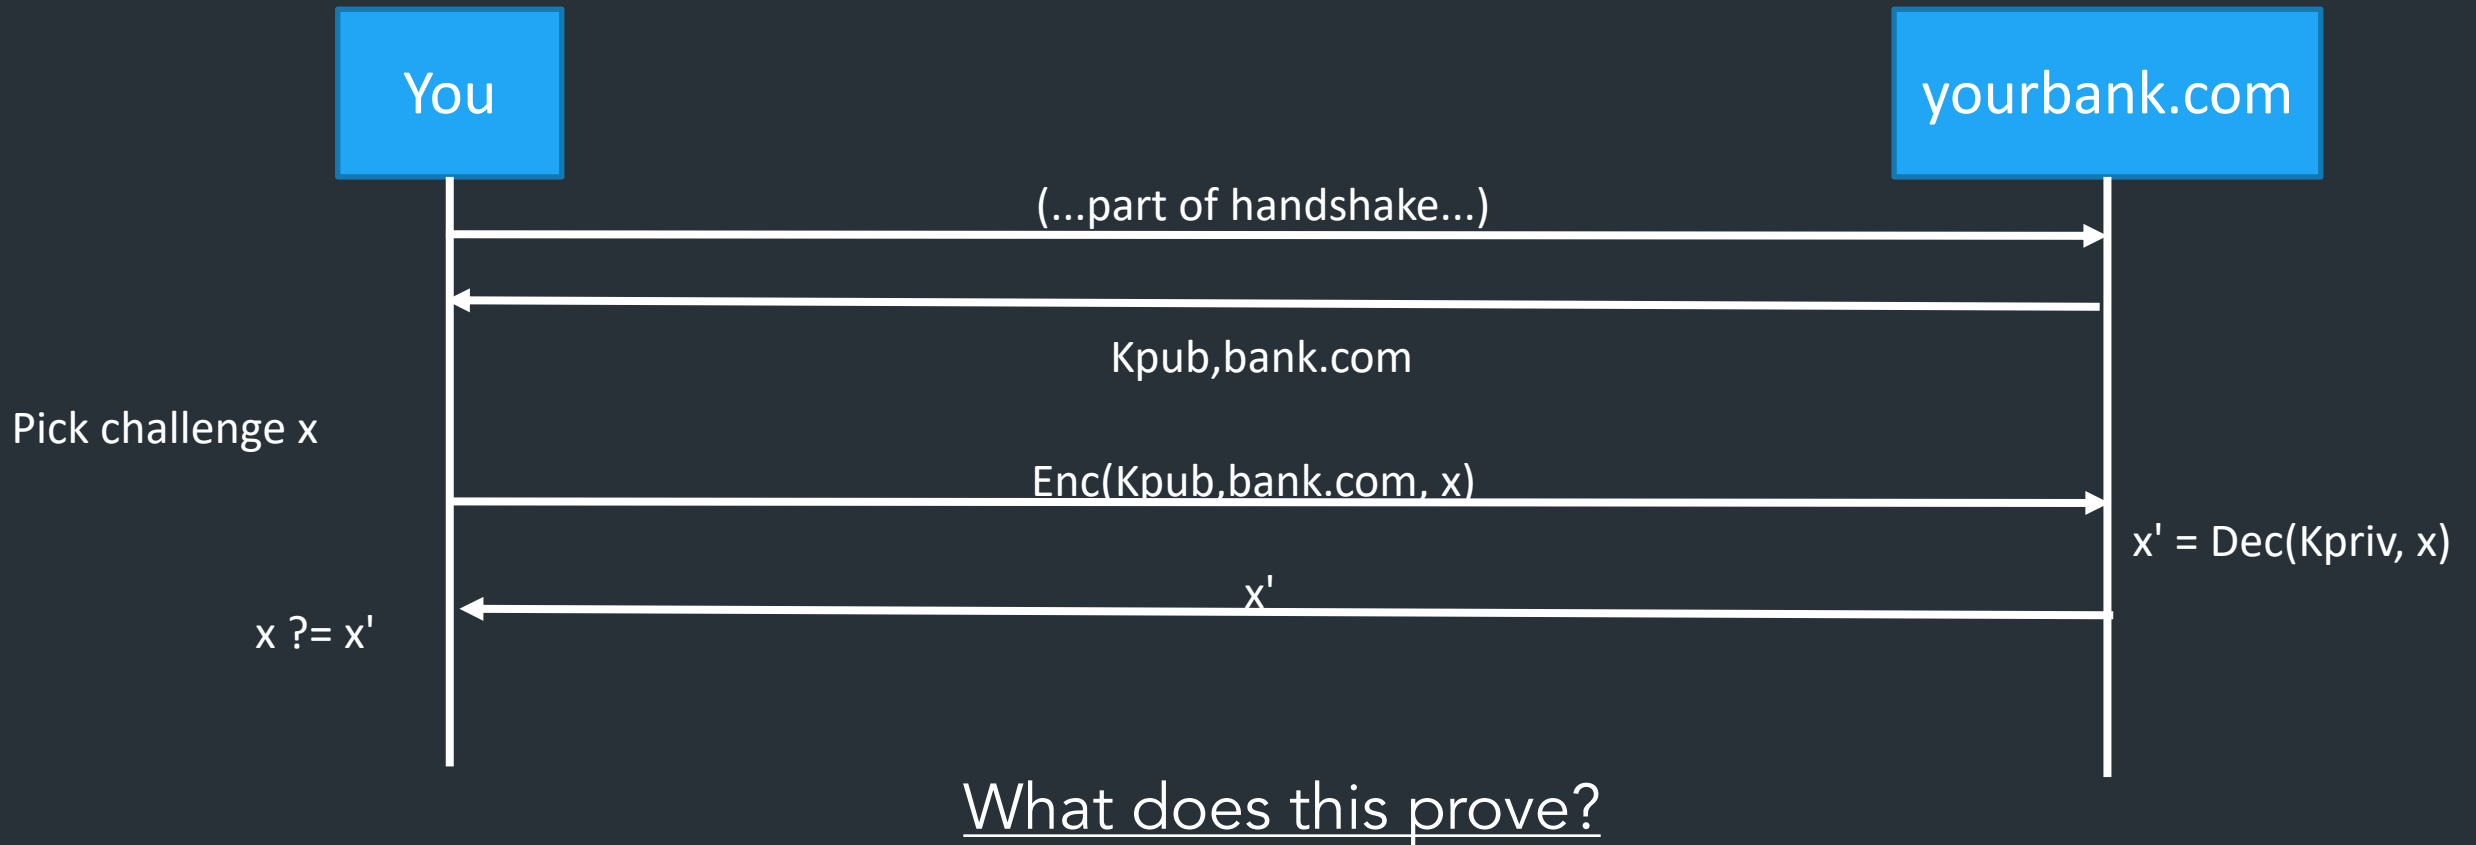 You
yourbank.com
(...part of handshake...)
Kpub,bank.com
Pick challenge x
Enc(Kpub,bank.com, x)
x' = Dec(Kpriv, x)
x'
x ?= x'
What does this prove?